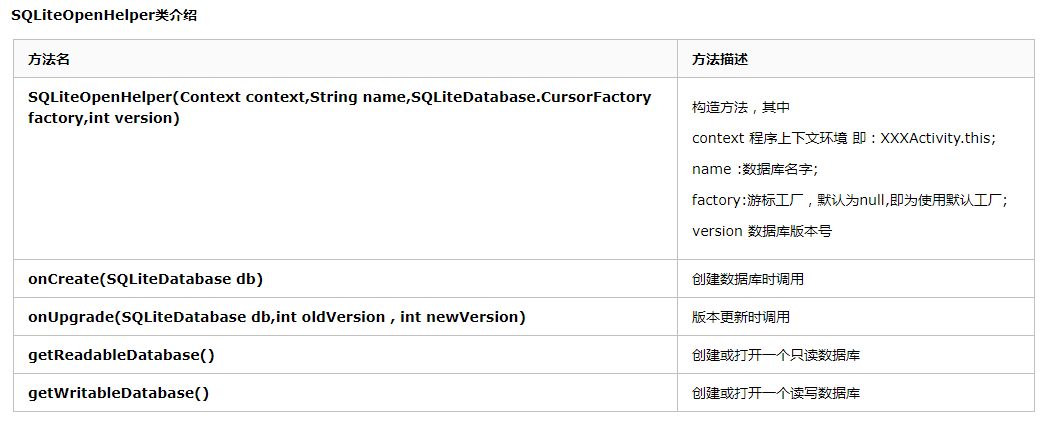 SQLiteOpenHelper类介绍
方法名
方法描述
SQLiteOpenHelper(Context context,String name,SQLiteDatabase.CursorFactory
factory,int version)
构造方法，其中
context 程序上下文环境 即：XXXActivity.this;
name :数据库名字;
factory:游标工厂，默认为null,即为使用默认工厂;
version 数据库版本号
onCreate(SQLiteDatabase db)
创建数据库时调用
onUpgrade(SQLiteDatabase db,int oldVersion , int newVersion)
版本更新时调用
getReadableDatabase()
创建或打开一个只读数据库
getWritableDatabase()
创建或打开一个读写数据库